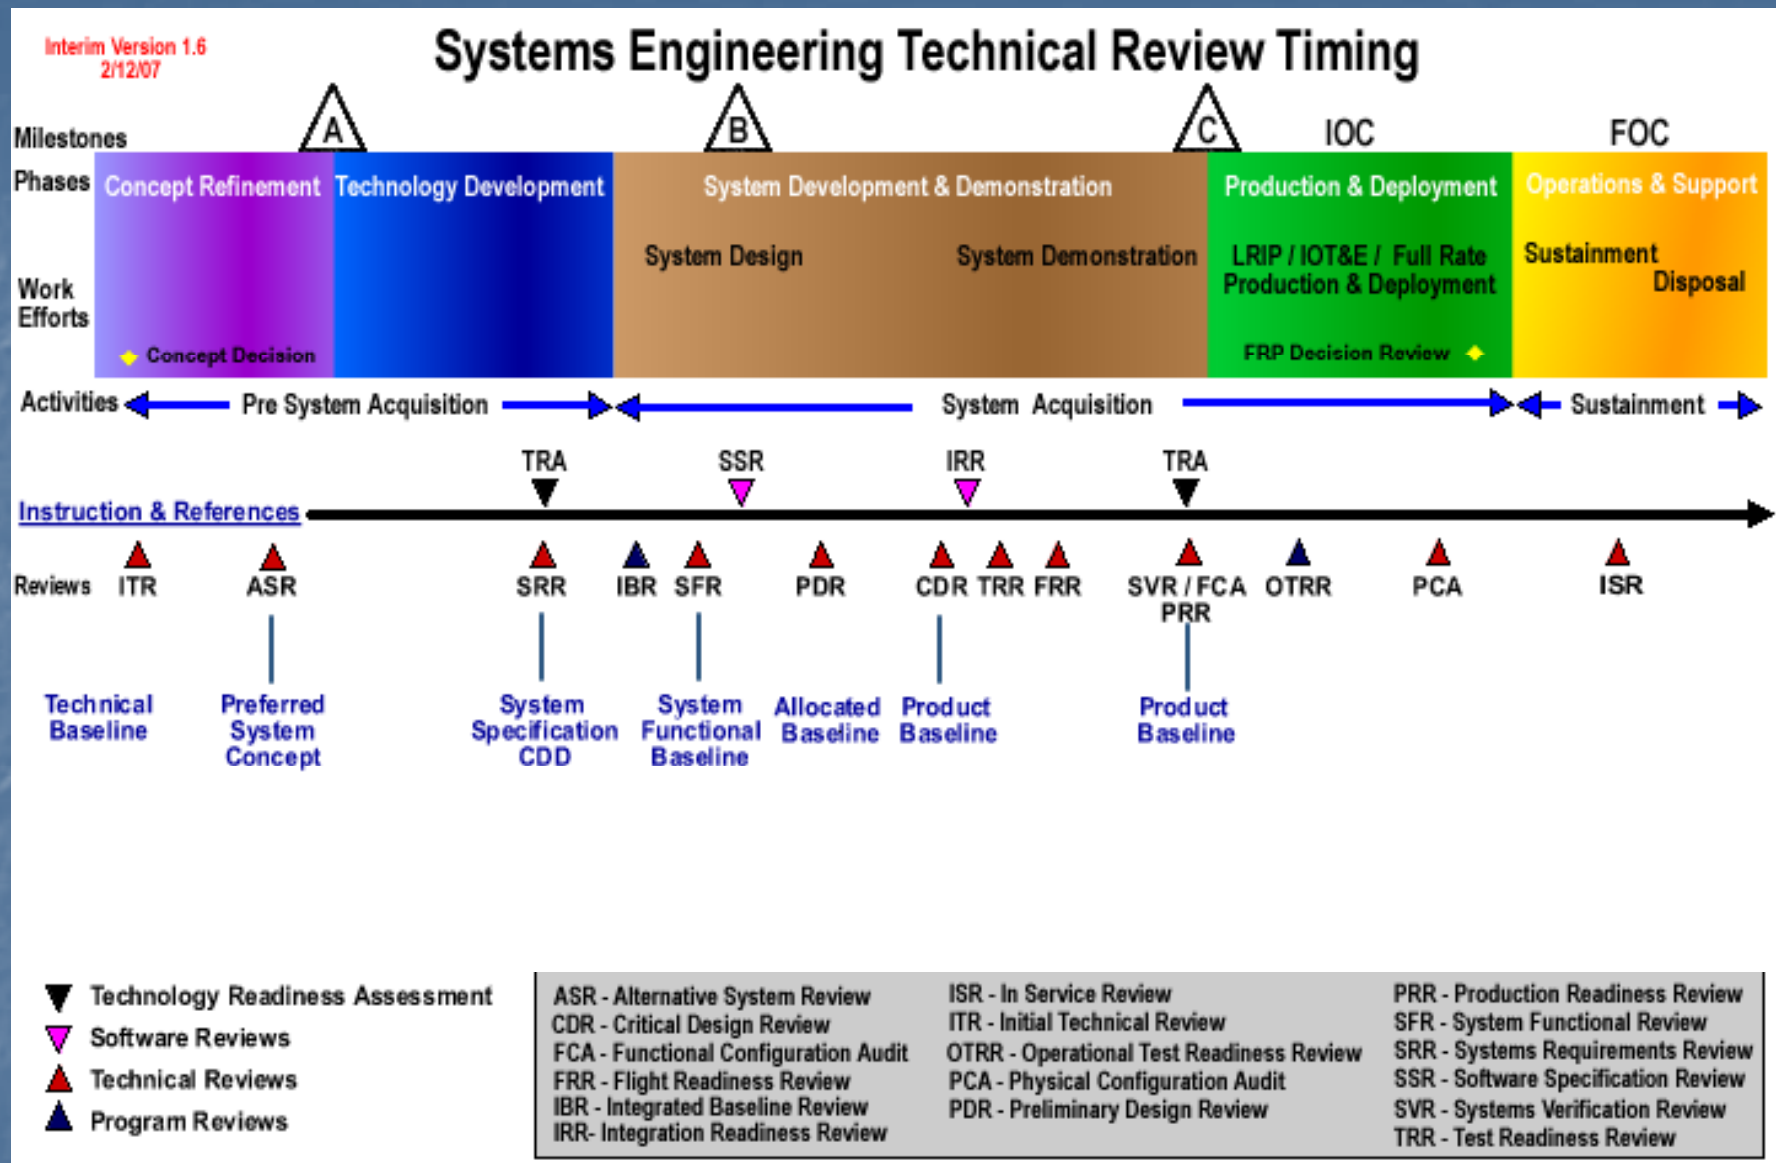 Interim Version 1.6
2/12/07
Systems Engineering Technical Review Timing
Milestones
A
B
C
IOC
FOC
Phases
Concept Refinement
Technology Development
System Development & Demonstration
Production & Deployment
Operations & Support
Work
Efforts
System Design
System Demonstration
LRIP / IOT&E / Full Rate
Production & Deployment
Sustainment
Disposal
Concept Decision
FRP Decision Review
Activities
Pre System Acquisition
System Acquisition
Sustainment
TRA
SSR
IRR
TRA
Instruction & References
Reviews
ITR
ASR
SRR
IBR
SFR
PDR
CDR
TRR
FRR
SVR / FCA
PRR
OTRR
PCA
ISR
Technical
Baseline
Preferred
System
Concept
System
Specification
CDD
System
Functional
Baseline
Allocated
Baseline
Product
Baseline
Product
Baseline
Technology Readiness Assessment
Software Reviews
Technical Reviews
Program Reviews
ASR - Alternative System Review
CDR - Critical Design Review
FCA - Functional Configuration Audit
FRR - Flight Readiness Review
IBR - Integrated Baseline Review
IRR- Integration Readiness Review
ISR - In Service Review
ITR - Initial Technical Review
OTRR - Operational Test Readiness Review
PCA - Physical Configuration Audit
PDR - Preliminary Design Review
PRR - Production Readiness Review
SFR - System Functional Review
SRR - Systems Requirements Review
SSR - Software Specification Review
SVR - Systems Verification Review
TRR - Test Readiness Review